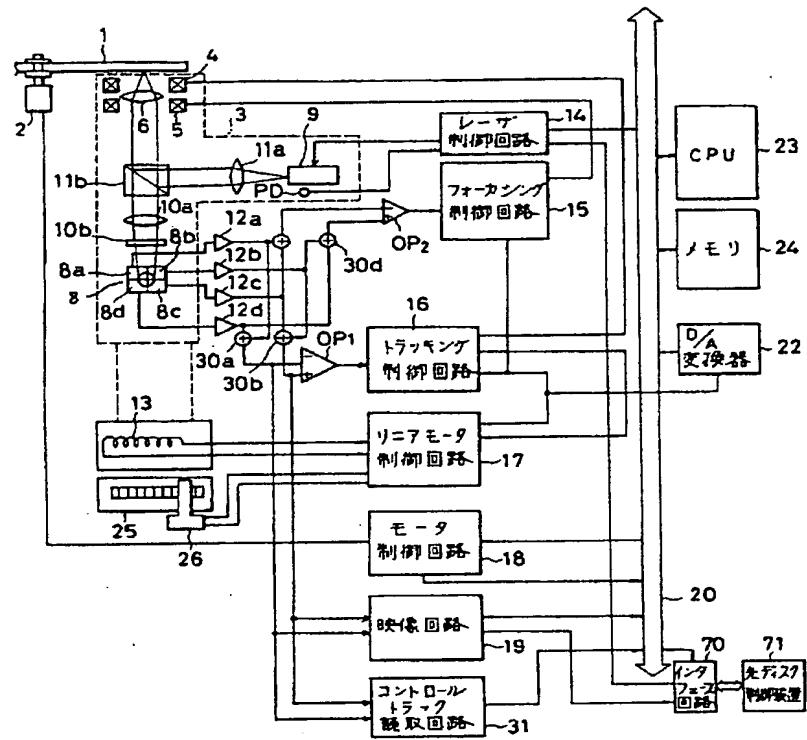 1
4
2
6
5
3
9
11a
11b
PD
レーザ
制御回路
14
フォーカシング
制御回路
15
CPU
23
メモリ
24
D/A
変換器
22
10a
10b
12a
8b
8a
12b
8
12c
8d
8c
12d
OP2
30d
30a
30b
OP1
16
トラッキング
制御回路
13
リニアモータ
制御回路
17
25
26
モータ
制御回路
18
20
映像回路
19
70
71
インタ
フェース
回路
光ディスク
制御装置
コントロール
トラック
読取回路
31